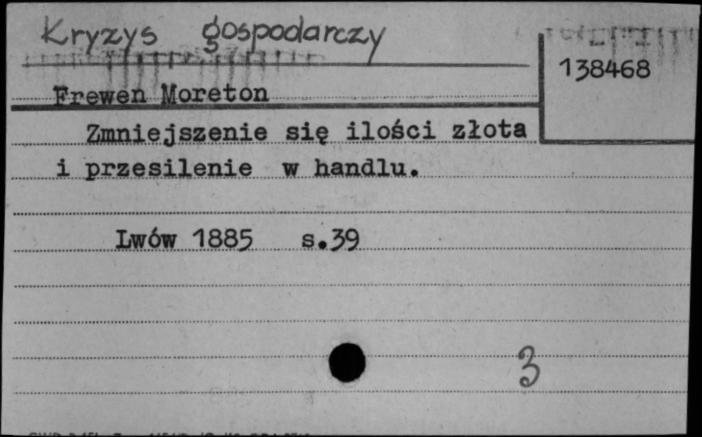 Kryzys gospodarczy
138468
Frewen Moreton
Zmniejszenie się ilości złota
i przesilenie w handlu.
Lwów 1885 s.39
3